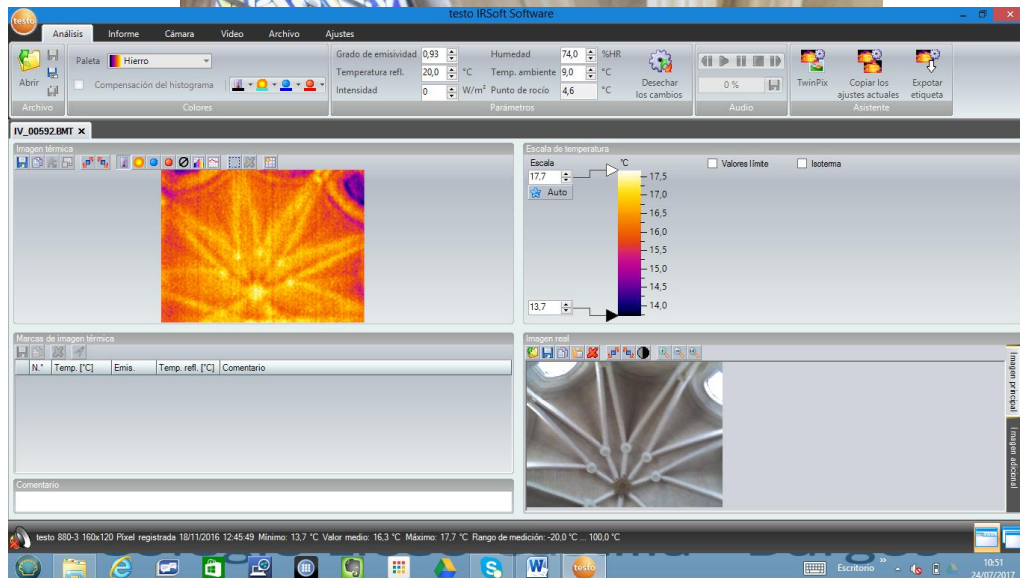 testo IRSoft Software
testo
Análisis Informe Cámara Video Archivo Ajustes
Abrir
Archivo
Paleta Hierro
Compensación del histograma
Colores
Grado de emisividad 0,93 Humedad 74,0 %HR
Temperatura refl. 20,0 °C Temp. ambiente 9,0 °C
Intensidad 0 W/m² Punto de rocío 4,6 °C
Desechar
los cambios
Parámetros
0 %
Audio
TwinPix
Copiar los
ajustes actuales
Expotar
etiqueta
Asistente
IV_00592.BMT
Imagen térmica
Escala de temperatura
Escala
17,7
Auto
13,7
°C
17,5
17,0
16,5
16,0
15,5
15,0
14,5
14,0
Valores límite
Isoterma
Marcas de imagen térmica
N.° Temp. [°C] Emis. Temp. refl. [°C] Comentario
Imagen real
Imagen principal
Imagen adicional
Comentario
testo 880-3 160x120 Píxel registrada 18/11/2016 12:45:49 Mínimo: 13,7 °C Valor medio: 16,3 °C Máximo: 17,7 °C Rango de medición: -20,0 °C ... 100,0 °C
testo
Escritorio
10:51
24/07/2017